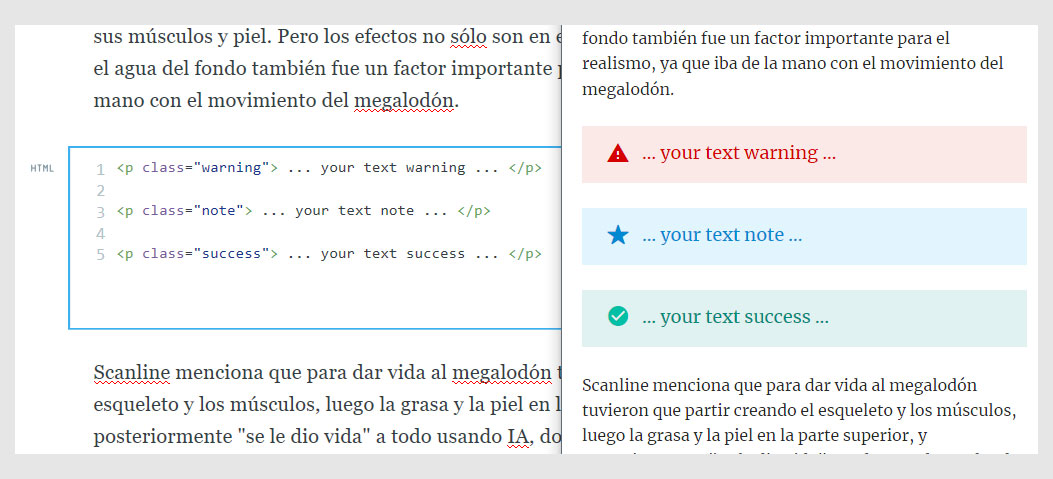 sus músculos y piel. Pero los efectos no sólo son en
el agua del fondo también fue un factor importante
mano con el movimiento del megalodón.
HTML
1 <p class="warning"> ... your text warning ... </p>
2
3 <p class="note"> ... your text note ... </p>
4
5 <p class="success"> ... your text success ... </p>
Scanline menciona que para dar vida al megalodón
esqueleto y los músculos, luego la grasa y la piel en
posteriormente "se le dio vida" a todo usando IA, do
fondo también fue un factor importante para el
realismo, ya que iba de la mano con el movimiento del
megalodón.
... your text warning ...
... your text note ...
... your text success ...
Scanline menciona que para dar vida al megalodón
tuvieron que partir creando el esqueleto y los músculos,
luego la grasa y la piel en la parte superior, y